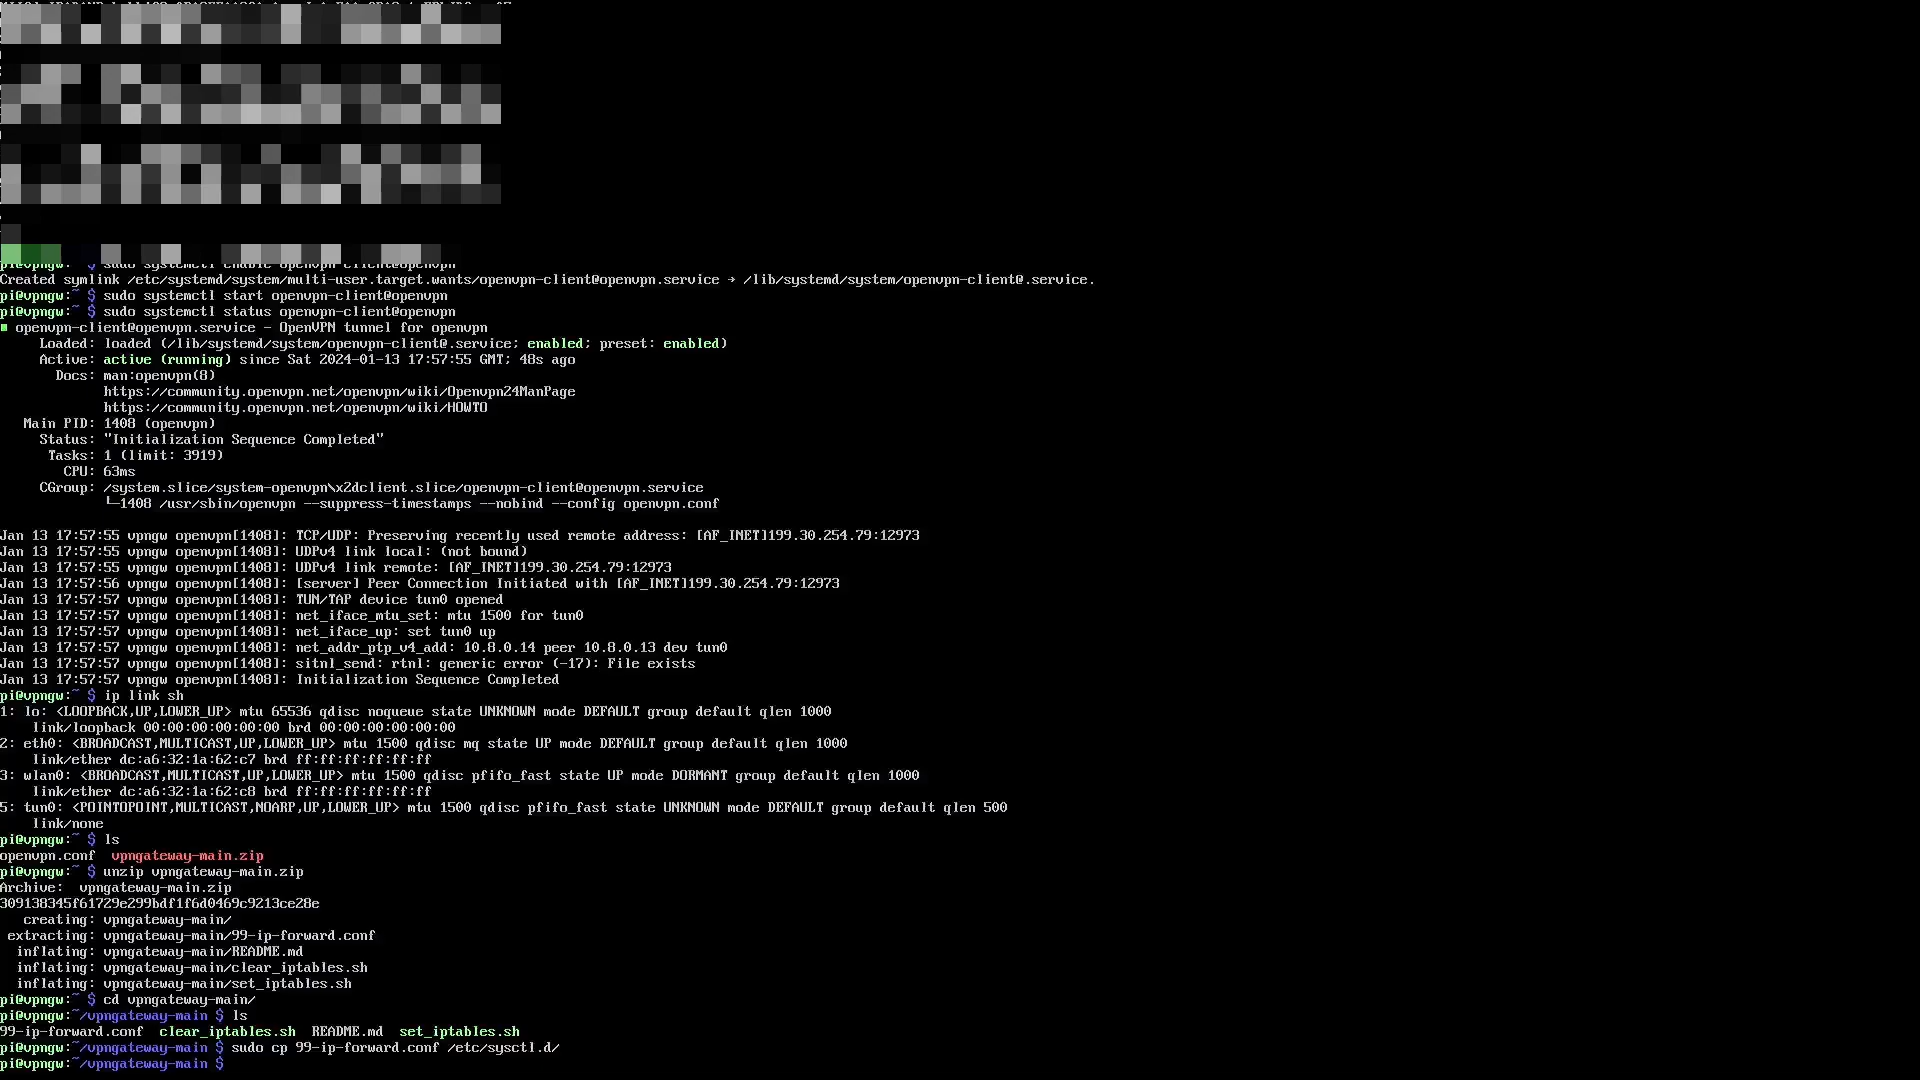 pi@vpngw:~ $ sudo systemctl enable openvpn-client@openvpn
Created symlink /etc/systemd/system/multi-user.target.wants/openvpn-client@openvpn.service → /lib/systemd/system/openvpn-client@.service.
pi@vpngw:~ $ sudo systemctl start openvpn-client@openvpn
pi@vpngw:~ $ sudo systemctl status openvpn-client@openvpn
■ openvpn-client@openvpn.service - OpenVPN tunnel for openvpn
     Loaded: loaded (/lib/systemd/system/openvpn-client@.service; enabled; preset: enabled)
     Active: active (running) since Sat 2024-01-13 17:57:55 GMT; 48s ago
       Docs: man:openvpn(8)
             https://community.openvpn.net/openvpn/wiki/Openvpn24ManPage
             https://community.openvpn.net/openvpn/wiki/HOWTO
   Main PID: 1408 (openvpn)
     Status: "Initialization Sequence Completed"
      Tasks: 1 (limit: 3919)
        CPU: 63ms
     CGroup: /system.slice/system-openvpn\x2dclient.slice/openvpn-client@openvpn.service
             └─1408 /usr/sbin/openvpn --suppress-timestamps --nobind --config openvpn.conf
Jan 13 17:57:55 vpngw openvpn[1408]: TCP/UDP: Preserving recently used remote address: [AF_INET]199.30.254.79:12973
Jan 13 17:57:55 vpngw openvpn[1408]: UDPv4 link local: (not bound)
Jan 13 17:57:55 vpngw openvpn[1408]: UDPv4 link remote: [AF_INET]199.30.254.79:12973
Jan 13 17:57:56 vpngw openvpn[1408]: [server] Peer Connection Initiated with [AF_INET]199.30.254.79:12973
Jan 13 17:57:57 vpngw openvpn[1408]: TUN/TAP device tun0 opened
Jan 13 17:57:57 vpngw openvpn[1408]: net_iface_mtu_set: mtu 1500 for tun0
Jan 13 17:57:57 vpngw openvpn[1408]: net_iface_up: set tun0 up
Jan 13 17:57:57 vpngw openvpn[1408]: net_addr_ptp_v4_add: 10.8.0.14 peer 10.8.0.13 dev tun0
Jan 13 17:57:57 vpngw openvpn[1408]: sitnl_send: rtnl: generic error (-17): File exists
Jan 13 17:57:57 vpngw openvpn[1408]: Initialization Sequence Completed
pi@vpngw:~ $ ip link sh
1: lo: <LOOPBACK,UP,LOWER_UP> mtu 65536 qdisc noqueue state UNKNOWN mode DEFAULT group default qlen 1000
    link/loopback 00:00:00:00:00:00 brd 00:00:00:00:00:00
2: eth0: <BROADCAST,MULTICAST,UP,LOWER_UP> mtu 1500 qdisc mq state UP mode DEFAULT group default qlen 1000
    link/ether dc:a6:32:1a:62:c7 brd ff:ff:ff:ff:ff:ff
3: wlan0: <BROADCAST,MULTICAST,UP,LOWER_UP> mtu 1500 qdisc pfifo_fast state UP mode DORMANT group default qlen 1000
    link/ether dc:a6:32:1a:62:c8 brd ff:ff:ff:ff:ff:ff
5: tun0: <POINTOPOINT,MULTICAST,NOARP,UP,LOWER_UP> mtu 1500 qdisc pfifo_fast state UNKNOWN mode DEFAULT group default qlen 500
    link/none
pi@vpngw:~ $ ls
openvpn.conf  vpngateway-main.zip
pi@vpngw:~ $ unzip vpngateway-main.zip
Archive:  vpngateway-main.zip
309138345f61729e299bdf1f6d0469c9213ce28e
   creating: vpngateway-main/
 extracting: vpngateway-main/99-ip-forward.conf
  inflating: vpngateway-main/README.md
  inflating: vpngateway-main/clear_iptables.sh
  inflating: vpngateway-main/set_iptables.sh
pi@vpngw:~ $ cd vpngateway-main/
pi@vpngw:~/vpngateway-main $ ls
99-ip-forward.conf  clear_iptables.sh  README.md  set_iptables.sh
pi@vpngw:~/vpngateway-main $ sudo cp 99-ip-forward.conf /etc/sysctl.d/
pi@vpngw:~/vpngateway-main $